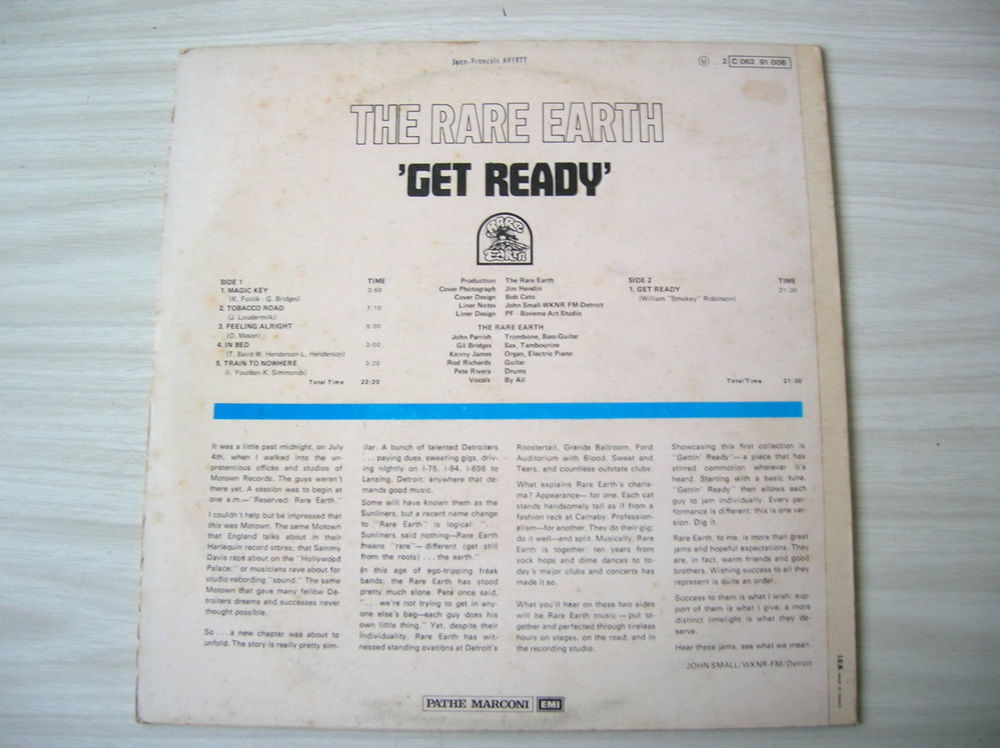 Jean-François AVERTY
U 2 C 062 91 006
THE RARE EARTH
'GET READY'
RARE
EARTH
SIDE 1 TIME
1. MAGIC KEY 3:50
(K. Folcik - G. Bridges)
2. TOBACCO ROAD 7:10
(J. Loudermilk)
3. FEELING ALRIGHT 5:00
(D. Mason)
4. IN BED 3:00
(T. Baird-W. Henderson-L. Henderson)
5. TRAIN TO NOWHERE 3:20
(I. Youlden-K. Simmonds)
Total Time 22:20
Production The Rare Earth
Cover Photograph Jim Hendin
Cover Design Bob Cato
Liner Notes John Small-WKNR FM-Detroit
Liner Design PF - Bovema Art Studio
THE RARE EARTH
John Parrish Trombone, Bass-Guitar
Gil Bridges Sax, Tambourine
Kenny James Organ, Electric Piano
Rod Richards Guitar
Pete Rivera Drums
Vocals By All
SIDE 2 TIME
1. GET READY 21:30
(William "Smokey" Robinson)
Total Time 21:30
It was a little past midnight, on July
4th, when I walked into the un-
pretentious offices and studios of
Motown Records. The guys weren't
there yet. A session was to begin at
one a.m.—"Reserved: Rare Earth."
I couldn't help but be impressed that
this was Motown. The same Motown
that England talks about in their
Harlequin record stores; that Sammy
Davis raps about on the "Hollywood
Palace;" or musicians rave about for
studio recording "sound." The same
Motown that gave many fellow De-
troiters dreams and successes never
thought possible.
So . . . a new chapter was about to
unfold. The story is really pretty sim-
ilar. A bunch of talented Detroiters
. . . paying dues, sweating gigs, driv-
ing nightly on I-75, I-94, I-696 to
Lansing, Detroit; anywhere that de-
mands good music.
Some will have known them as the
Sunliners, but a recent name change
to "Rare Earth" is logical: ". . .
Sunliners said nothing—Rare Earth
means "rare"— different (get still
from the roots) . . . the earth."
In this age of ego-tripping freak
bands, the Rare Earth has stood
pretty much alone. Pete once said,
". . . we're not trying to get in any-
one else's bag—each guy does his
own little thing." Yet, despite their
individuality, Rare Earth has wit-
nessed standing ovations at Detroit's
Roostertail, Grande Ballroom, Ford
Auditorium with Blood, Sweat and
Tears, and countless outstate clubs.
What explains Rare Earth's charis-
ma? Appearance— for one. Each cat
stands handsomely tall as if from a
fashion rack at Carnaby. Profession-
alism—for another. They do their gig;
do it well—and split. Musically, Rare
Earth is together: ten years from
sock hops and dime dances to to-
day's major clubs and concerts has
made it so.
What you'll hear on these two sides
will be Rare Earth music — put to-
gether and perfected through tireless
hours on stages, on the road, and in
the recording studio.
Showcasing this first collection is
"Gettin' Ready"— a piece that has
stirred commotion wherever it's
heard. Starting with a basic tune,
"Gettin' Ready" then allows each
guy to jam individually. Every per-
formance is different; this is one ver-
sion. Dig it.
Rare Earth, to me, is more than great
jams and hopeful expectations. They
are, in fact, warm friends and good
brothers. Wishing success to all they
represent is quite an order.
Success to them is what I wish; sup-
port of them is what I give; a more
distinct limelight is what they de-
serve.
Hear these jams, see what we mean.
JOHN SMALL/WKNR-FM/Detroit
PATHE MARCONI EMI